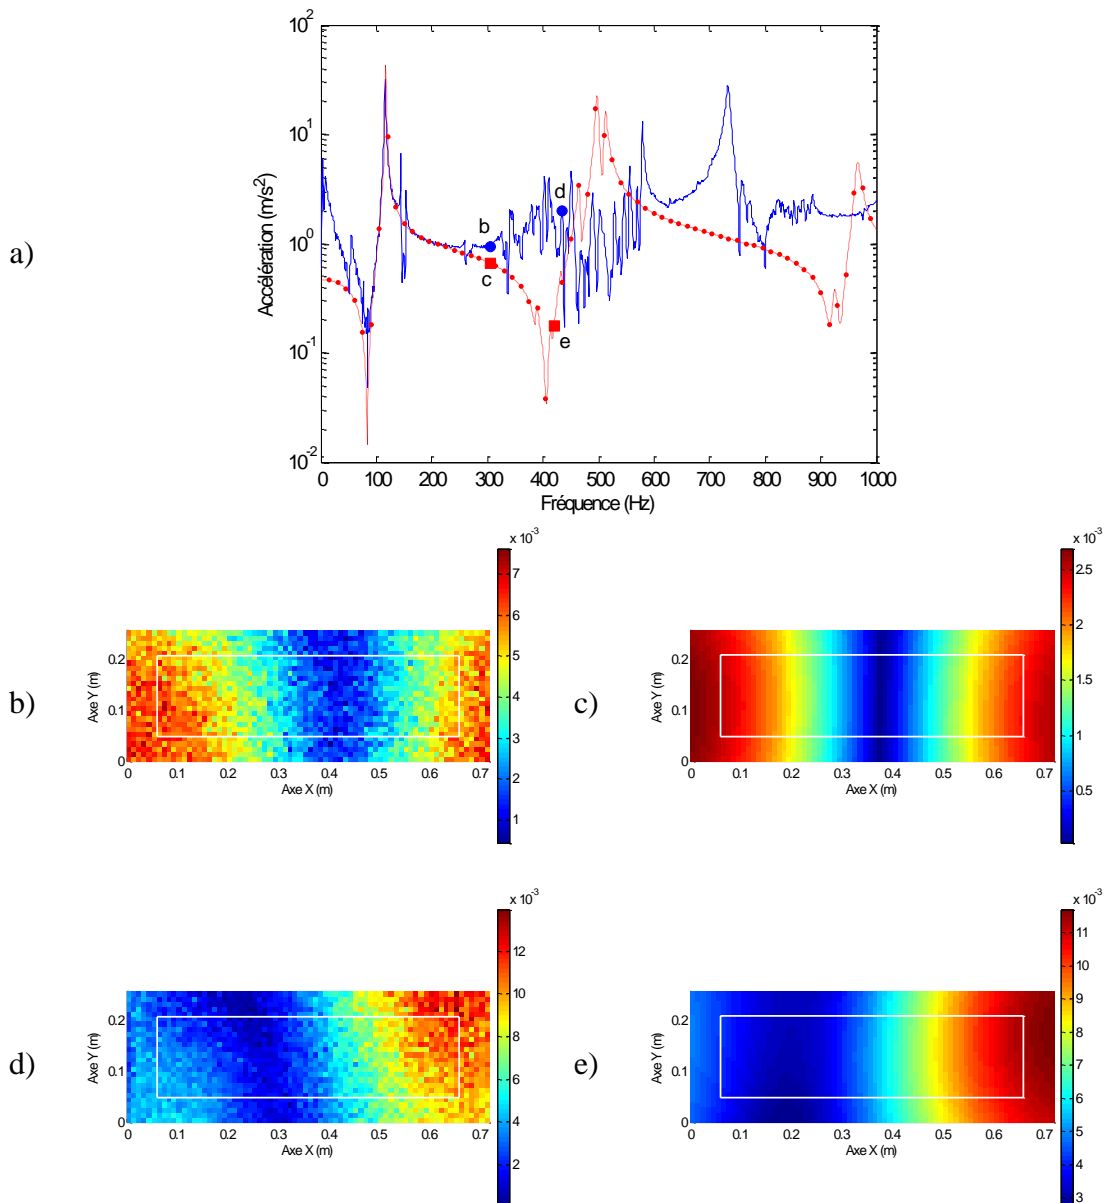 a)
Accélération (m/s²)
10²
10¹
10⁰
10⁻¹
10⁻²
b
c
d
e
0 100 200 300 400 500 600 700 800 900 1000
Fréquence (Hz)
b)
Axe Y (m)
0.2
0.1
0
0 0.1 0.2 0.3 0.4 0.5 0.6 0.7
Axe X (m)
x 10⁻³
7
6
5
4
3
2
1
c)
Axe Y (m)
0.2
0.1
0
0 0.1 0.2 0.3 0.4 0.5 0.6 0.7
Axe X (m)
x 10⁻³
2.5
2
1.5
1
0.5
d)
Axe Y (m)
0.2
0.1
0
0 0.1 0.2 0.3 0.4 0.5 0.6 0.7
Axe X (m)
x 10⁻³
12
10
8
6
4
2
e)
Axe Y (m)
0.2
0.1
0
0 0.1 0.2 0.3 0.4 0.5 0.6 0.7
Axe X (m)
x 10⁻³
11
10
9
8
7
6
5
4
3